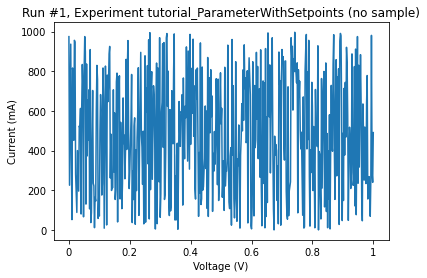 Run #1, Experiment tutorial_ParameterWithSetpoints (no sample)
1000
800
600
400
200
0
Current (mA)
0 0.2 0.4 0.6 0.8 1
Voltage (V)